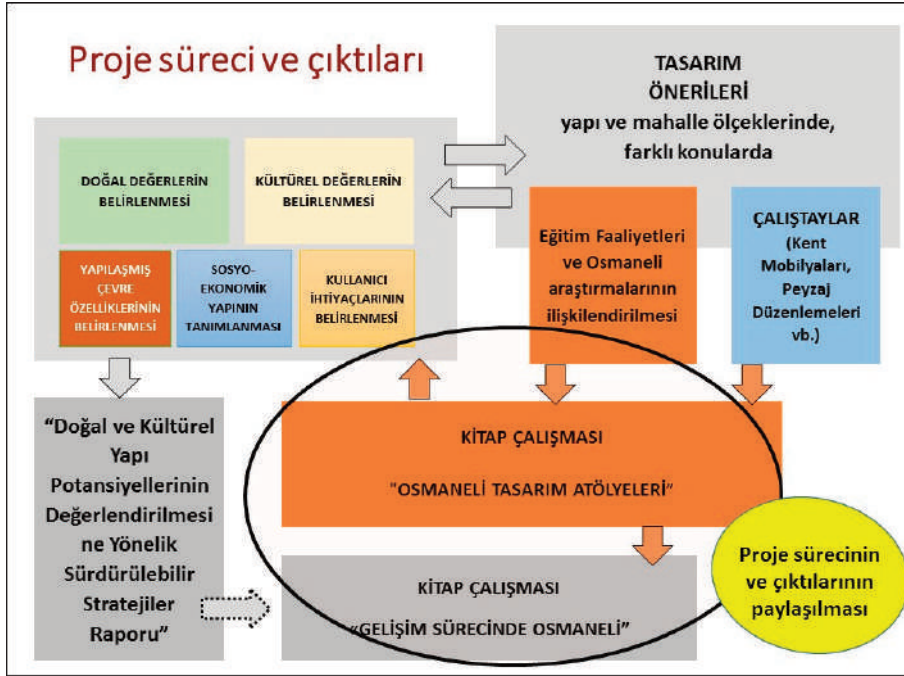 Proje süreci ve çıktıları
TASARIM
ÖNERİLERİ
yapı ve mahalle ölçeklerinde,
farklı konularda
DOĞAL DEĞERLERİN
BELİRLENMESİ
KÜLTÜREL DEĞERLERİN
BELİRLENMESİ
YAPILAŞMIŞ
ÇEVRE
ÖZELLİKLERİNİN
BELİRLENMESİ
SOSYO-
EKONOMİK
YAPININ
TANIMLANMASI
KULLANICI
İHTİYAÇLARININ
BELİRLENMESİ
Eğitim Faaliyetleri
ve Osmaneli
araştırmalarının
ilişkilendirilmesi
ÇALIŞTAYLAR
(Kent
Mobilyaları,
Peyzaj
Düzenlemeleri
vb.)
"Doğal ve Kültürel
Yapı
Potansiyellerinin
Değerlendirilmesi
ne Yönelik
Sürdürülebilir
Stratejiler
Raporu"
KİTAP ÇALIŞMASI
"OSMANELİ TASARIM ATÖLYELERİ"
KİTAP ÇALIŞMASI
"GELİŞİM SÜRECİNDE OSMANELİ"
Proje sürecinin
ve çıktılarının
paylaşılması